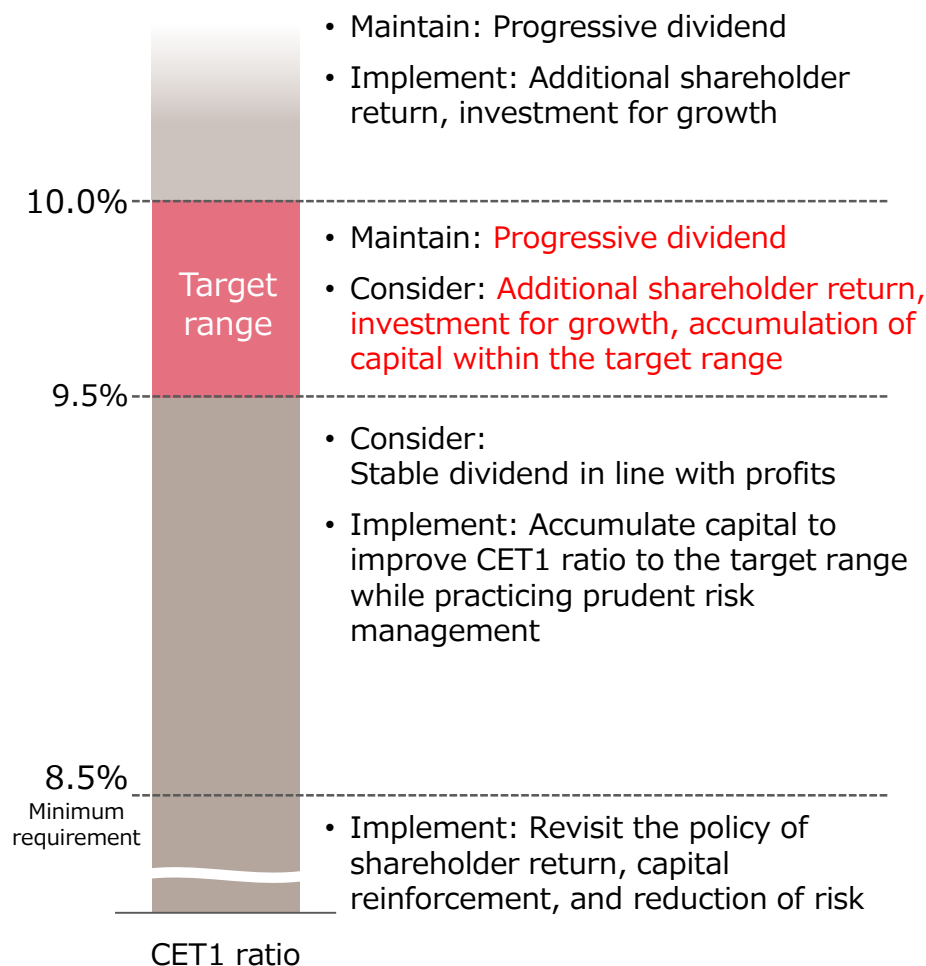 • Maintain: Progressive dividend
• Implement: Additional shareholder
return, investment for growth
10.0%
• Maintain: Progressive dividend
Target
range
• Consider: Additional shareholder return,
investment for growth, accumulation of
capital within the target range
9.5%
• Consider:
Stable dividend in line with profits
• Implement: Accumulate capital to
improve CET1 ratio to the target range
while practicing prudent risk
management
8.5%
Minimum
requirement
• Implement: Revisit the policy of
shareholder return, capital
reinforcement, and reduction of risk
CET1 ratio